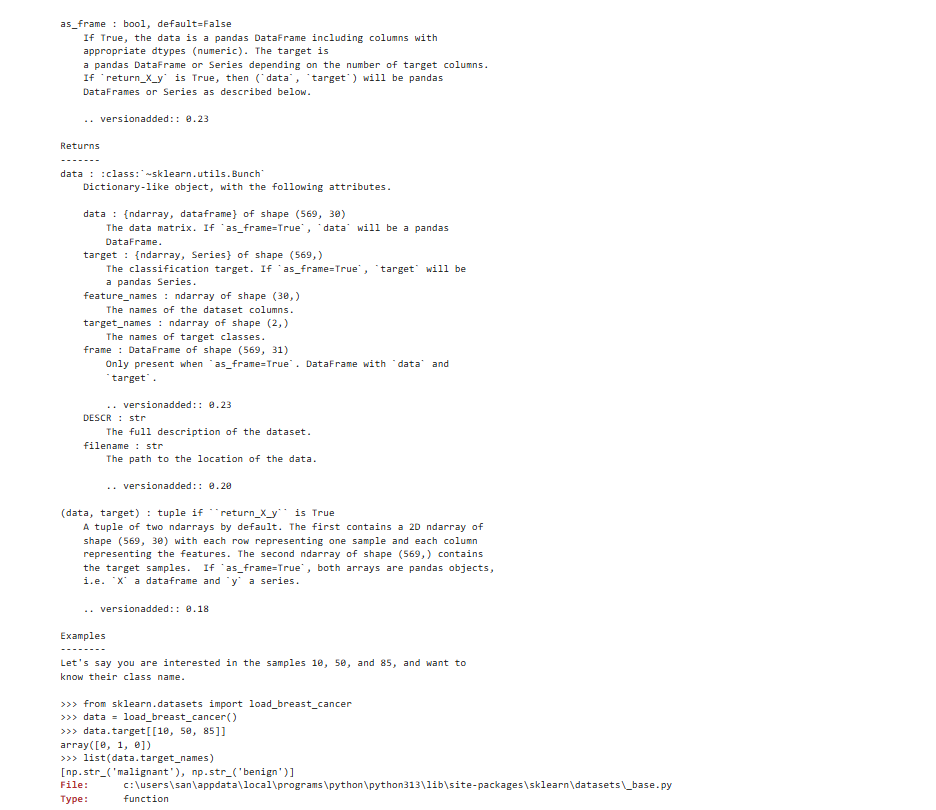 as_frame : bool, default=False
If True, the data is a pandas DataFrame including columns with
appropriate dtypes (numeric). The target is
a pandas DataFrame or Series depending on the number of target columns.
If `return_X_y` is True, then (`data`, `target`) will be pandas
DataFrames or Series as described below.
.. versionadded:: 0.23
Returns
-------
data : :class:`~sklearn.utils.Bunch`
Dictionary-like object, with the following attributes.
data : {ndarray, dataframe} of shape (569, 30)
The data matrix. If `as_frame=True`, `data` will be a pandas
DataFrame.
target : {ndarray, Series} of shape (569,)
The classification target. If `as_frame=True`, `target` will be
a pandas Series.
feature_names : ndarray of shape (30,)
The names of the dataset columns.
target_names : ndarray of shape (2,)
The names of target classes.
frame : DataFrame of shape (569, 31)
Only present when `as_frame=True`. DataFrame with `data` and
`target`.
.. versionadded:: 0.23
DESCR : str
The full description of the dataset.
filename : str
The path to the location of the data.
.. versionadded:: 0.20
(data, target) : tuple if ``return_X_y`` is True
A tuple of two ndarrays by default. The first contains a 2D ndarray of
shape (569, 30) with each row representing one sample and each column
representing the features. The second ndarray of shape (569,) contains
the target samples.  If `as_frame=True`, both arrays are pandas objects,
i.e. `X` a dataframe and `y` a series.
.. versionadded:: 0.18
Examples
--------
Let's say you are interested in the samples 10, 50, and 85, and want to
know their class name.
>>> from sklearn.datasets import load_breast_cancer
>>> data = load_breast_cancer()
>>> data.target[[10, 50, 85]]
array([0, 1, 0])
>>> list(data.target_names)
[np.str_('malignant'), np.str_('benign')]
File:      c:\users\san\appdata\local\programs\python\python313\lib\site-packages\sklearn\datasets\_base.py
Type:      function